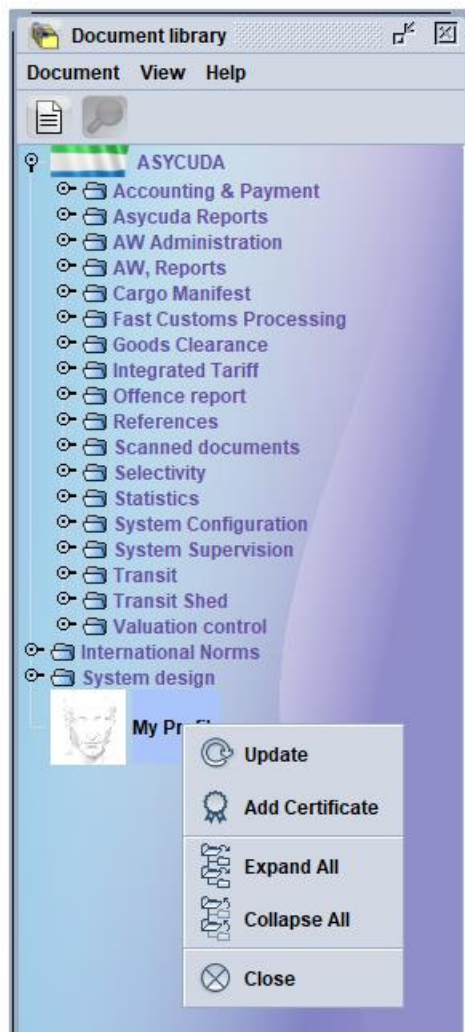 Document library
Document View Help
ASYCUDA
Accounting & Payment
Asycuda Reports
AW Administration
AW, Reports
Cargo Manifest
Fast Customs Processing
Goods Clearance
Integrated Tariff
Offence report
References
Scanned documents
Selectivity
Statistics
System Configuration
System Supervision
Transit
Transit Shed
Valuation control
International Norms
System design
My
Update
Add Certificate
Expand All
Collapse All
Close